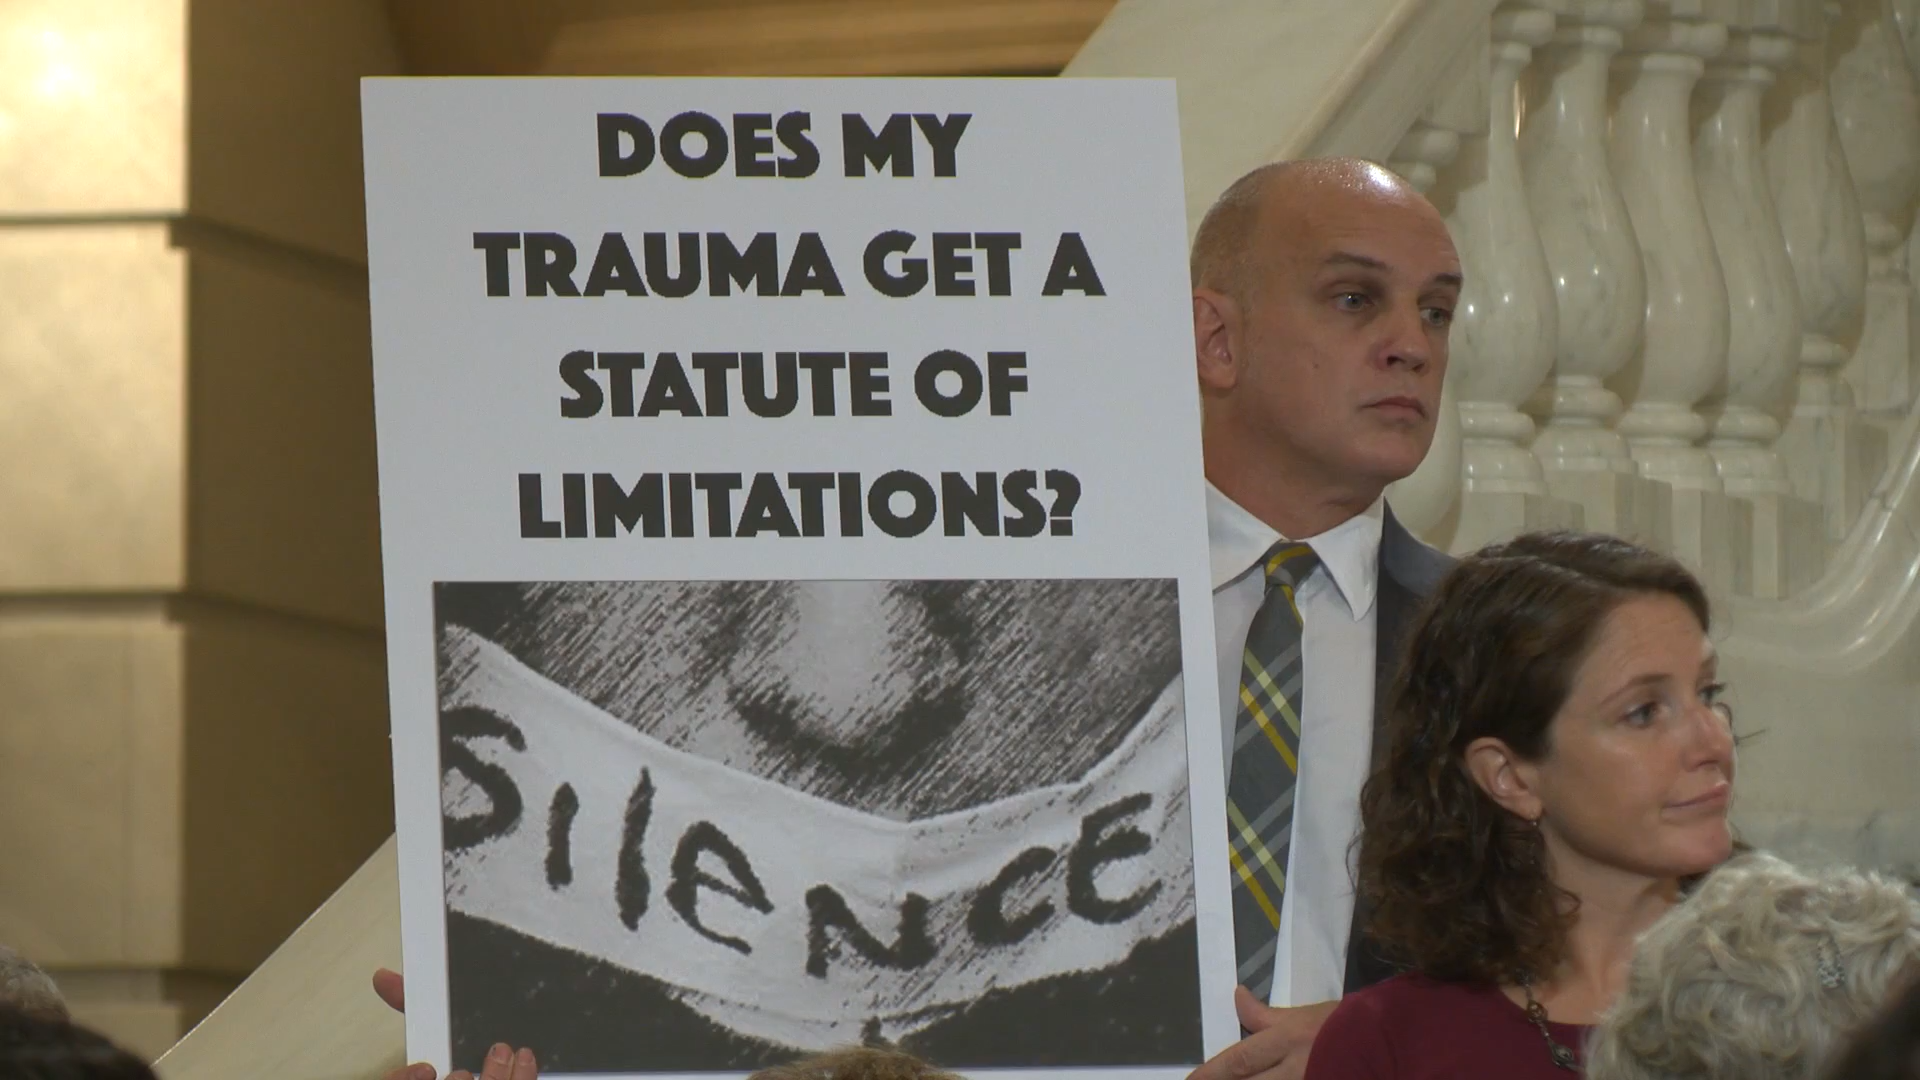 DOES MY
TRAUMA GET A
STATUTE OF
LIMITATIONS?
SileNCE